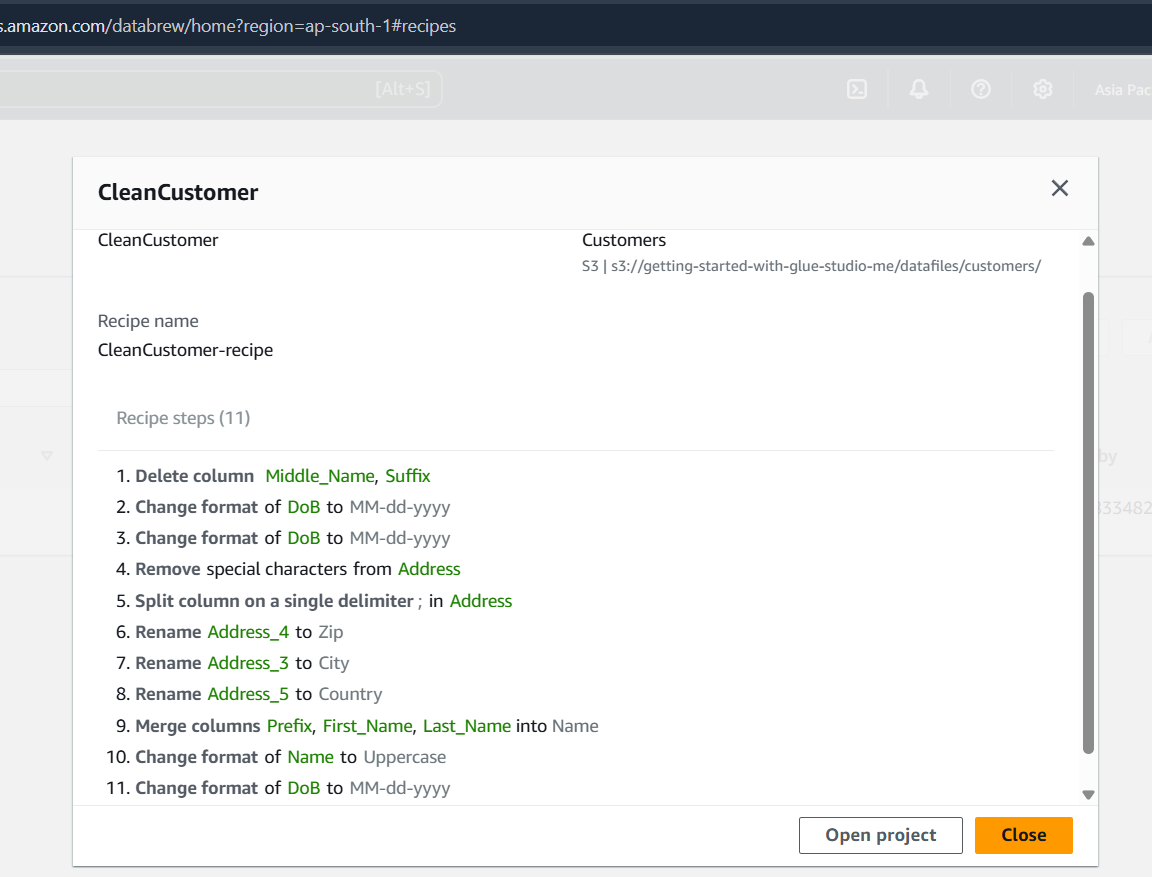 s.amazon.com/databrew/home?region=ap-south-1#recipes
[Alt+S]
Asia Pac
CleanCustomer
CleanCustomer
Customers
S3 | s3://getting-started-with-glue-studio-me/datafiles/customers/
Recipe name
CleanCustomer-recipe
Recipe steps (11)
1. Delete column Middle_Name, Suffix
by
2. Change format of DoB to MM-dd-yyyy
333482
3. Change format of DoB to MM-dd-yyyy
4. Remove special characters from Address
5. Split column on a single delimiter ; in Address
6. Rename Address_4 to Zip
7. Rename Address_3 to City
8. Rename Address_5 to Country
9. Merge columns Prefix, First_Name, Last_Name into Name
10. Change format of Name to Uppercase
11. Change format of DoB to MM-dd-yyyy
Open project
Close